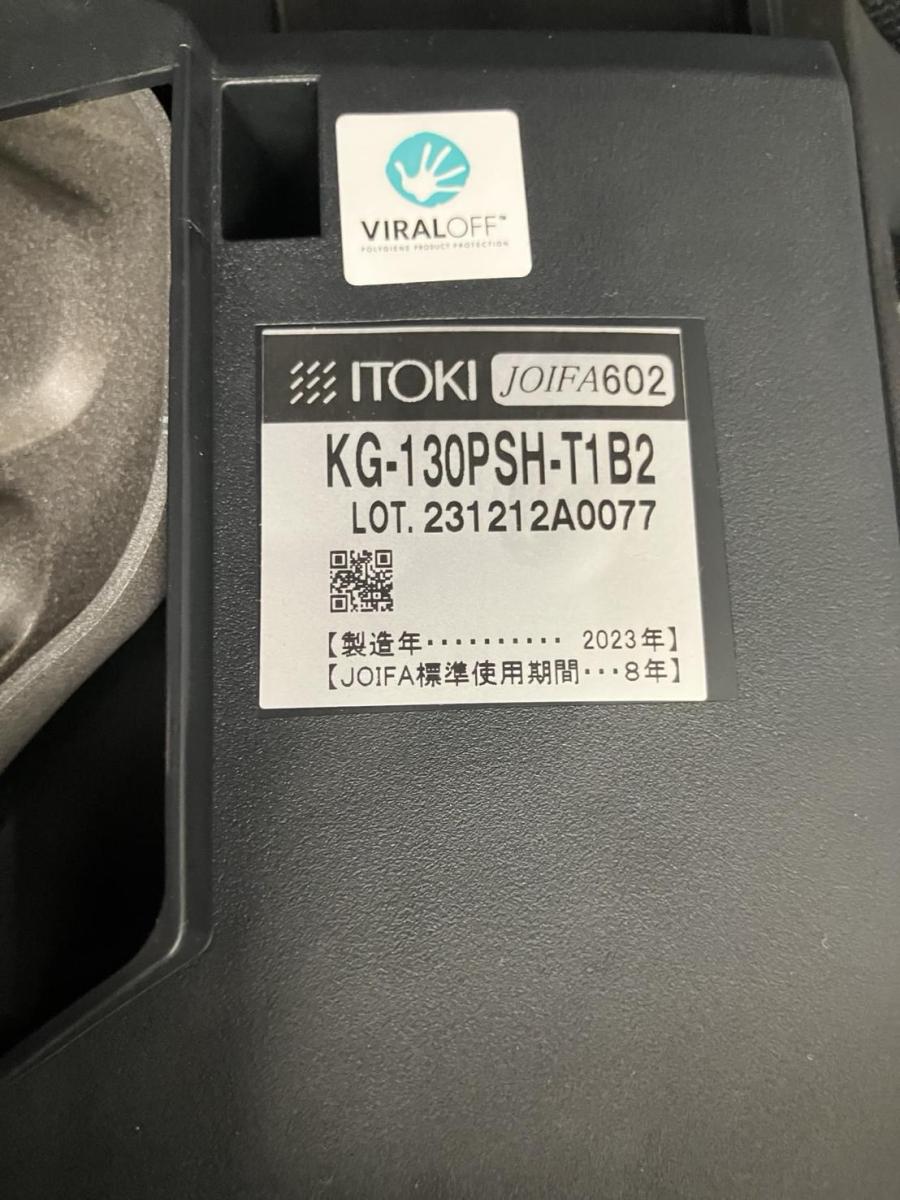 VIRALOFF™
POLYGIENE PRODUCT PROTECTION
ITOKI JOIFA602
KG-130PSH-T1B2
LOT. 231212A0077
【製造年‥‥‥‥‥ 2023年】
【JOIFA標準使用期間…8年】